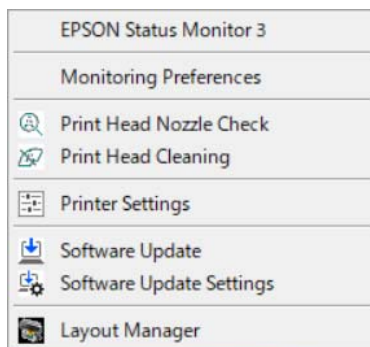 EPSON Status Monitor 3
Monitoring Preferences
Print Head Nozzle Check
Print Head Cleaning
Printer Settings
Software Update
Software Update Settings
Layout Manager